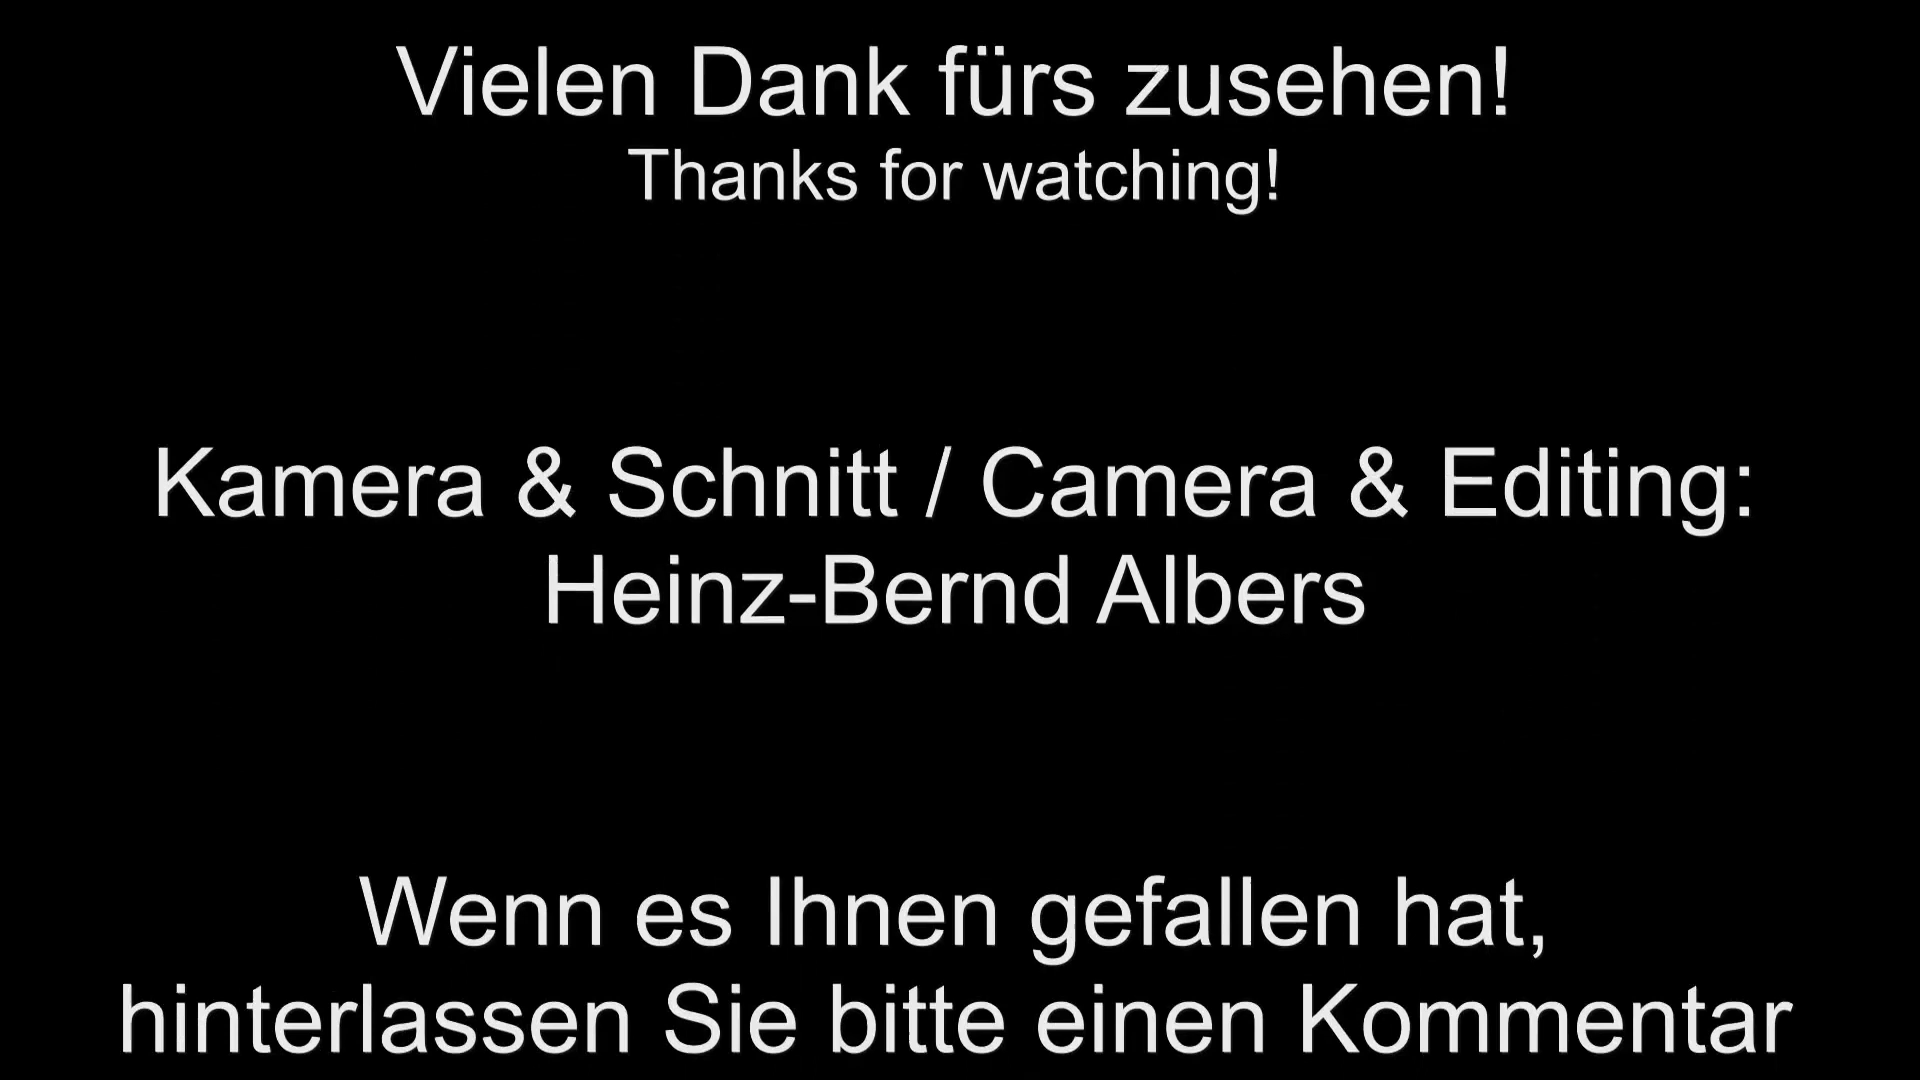 Vielen Dank fürs zusehen!
Thanks for watching!
Kamera & Schnitt / Camera & Editing:
Heinz-Bernd Albers
Wenn es Ihnen gefallen hat,
hinterlassen Sie bitte einen Kommentar